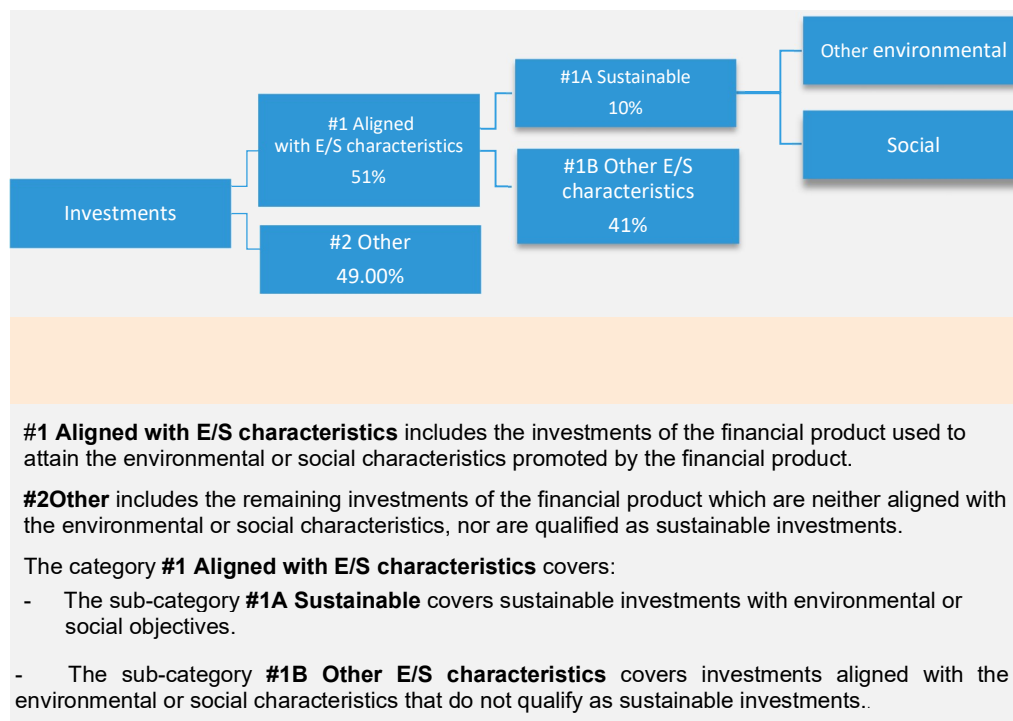 Other environmental
#1A Sustainable
10%
#1 Aligned
with E/S characteristics
51%
Social
#1B Other E/S
characteristics
41%
Investments
#2 Other
49.00%
#1 Aligned with E/S characteristics includes the investments of the financial product used to
attain the environmental or social characteristics promoted by the financial product.
#2Other includes the remaining investments of the financial product which are neither aligned with
the environmental or social characteristics, nor are qualified as sustainable investments.
The category #1 Aligned with E/S characteristics covers:
- The sub-category #1A Sustainable covers sustainable investments with environmental or
social objectives.
- The sub-category #1B Other E/S characteristics covers investments aligned with the
environmental or social characteristics that do not qualify as sustainable investments..